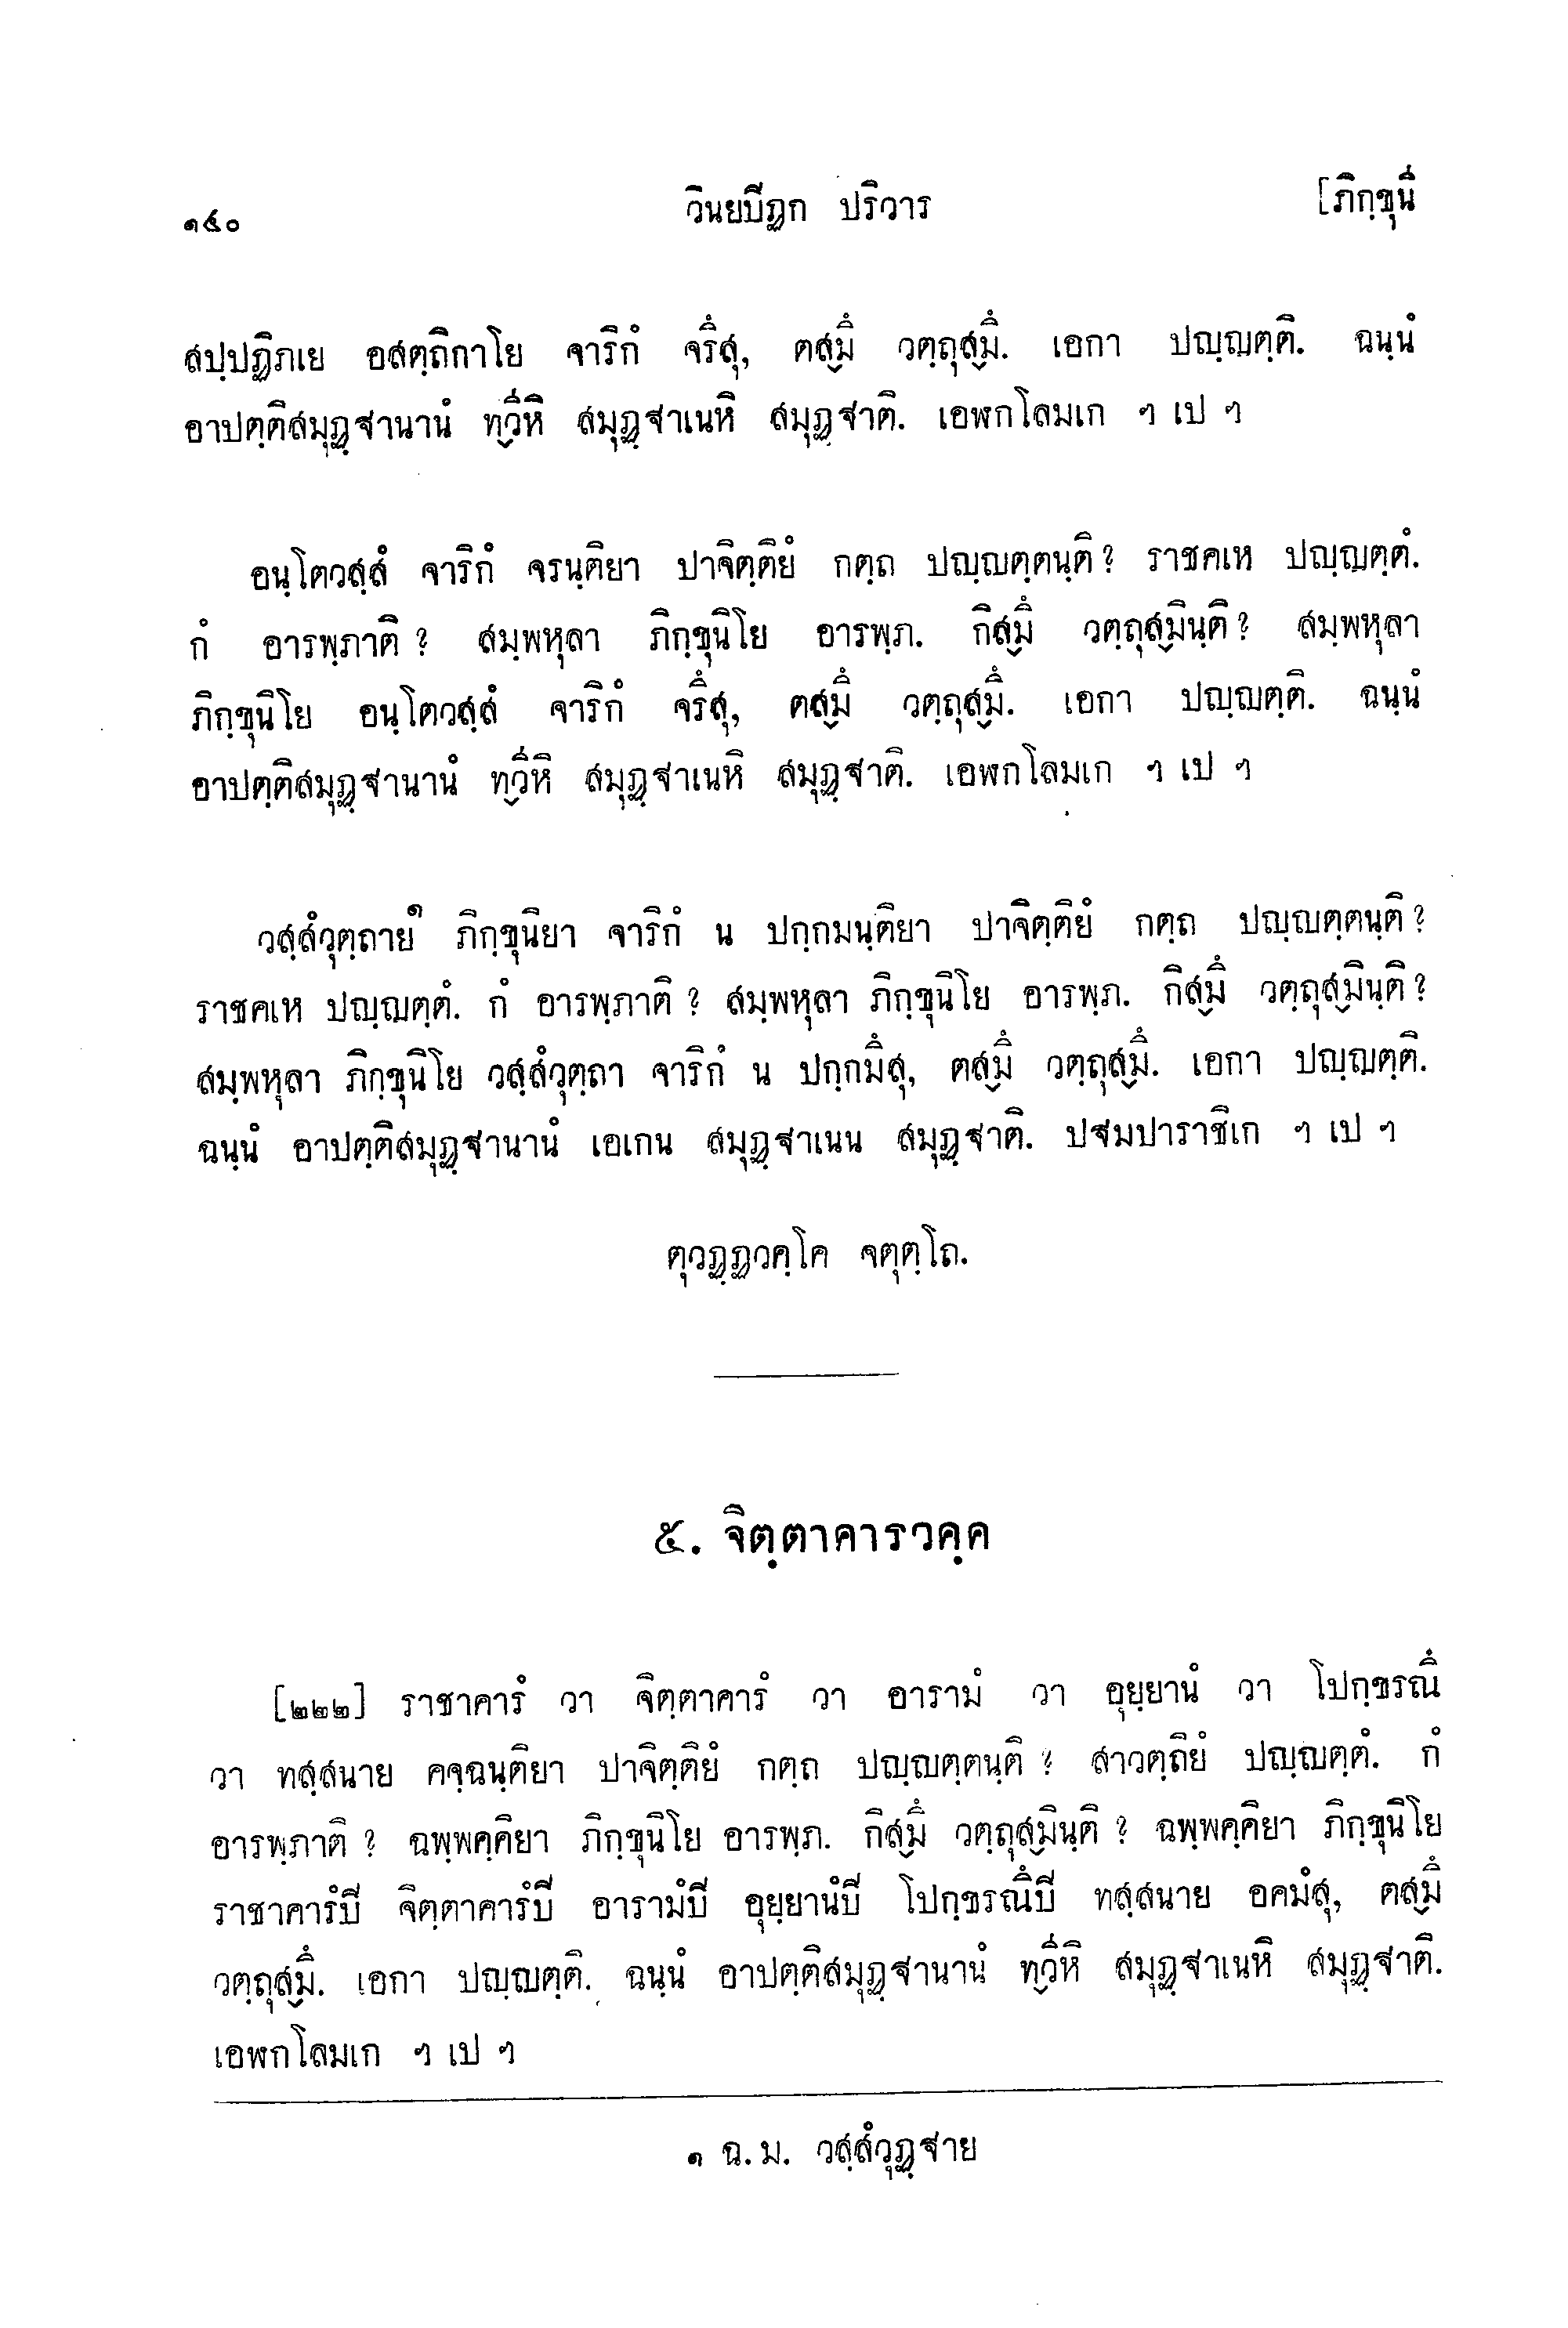 ๑๔๐ วินยปิฏก ปริวาร [ภิกฺขุนี
สปฺปฏิภเย อสตฺถิกาโย จาริกํ จรึสุ, ตสฺมึ วตฺถุสฺมึ. เอกา ปญฺญตฺติ. ฉนฺนํ
อาปตฺติสมุฏฺฐานานํ ทฺวีหิ สมุฏฺฐาเนหิ สมุฏฺฐาติ. เอฬกโลมเก ฯ เป ฯ
อนฺโตวสฺสํ จาริกํ จรนฺติยา ปาจิตฺติยํ กตฺถ ปญฺญตฺตนฺติ? ราชคเห ปญฺญตฺตํ.
กํ อารพฺภาติ? สมฺพหุลา ภิกฺขุนิโย อารพฺภ. กิสฺมึ วตฺถุสฺมินฺติ? สมฺพหุลา
ภิกฺขุนิโย อนฺโตวสฺสํ จาริกํ จรึสุ, ตสฺมึ วตฺถุสฺมึ. เอกา ปญฺญตฺติ. ฉนฺนํ
อาปตฺติสมุฏฺฐานานํ ทฺวีหิ สมุฏฺฐาเนหิ สมุฏฺฐาติ. เอฬกโลมเก ฯ เป ฯ
วสฺสํวุตฺถาย๑ ภิกฺขุนิยา จาริกํ น ปกฺกมนฺติยา ปาจิตฺติยํ กตฺถ ปญฺญตฺตนฺติ?
ราชคเห ปญฺญตฺตํ. กํ อารพฺภาติ? สมฺพหุลา ภิกฺขุนิโย อารพฺภ. กิสฺมึ วตฺถุสฺมินฺติ?
สมฺพหุลา ภิกฺขุนิโย วสฺสํวุตฺถา จาริกํ น ปกฺกมึสุ, ตสฺมึ วตฺถุสฺมึ. เอกา ปญฺญตฺติ.
ฉนฺนํ อาปตฺติสมุฏฺฐานานํ เอเกน สมุฏฺฐาเนน สมุฏฺฐาติ. ปฐมปาราชิเก ฯ เป ฯ
ตุวฏฺฏวคฺโค จตุตฺโถ.
๕. จิตฺตาคารวคฺค
[๒๒๒] ราชาคารํ วา จิตฺตาคารํ วา อารามํ วา อุยฺยานํ วา โปกฺขรณึ
วา ทสฺสนาย คจฺฉนฺติยา ปาจิตฺติยํ กตฺถ ปญฺญตฺตนฺติ? สาวตฺถิยํ ปญฺญตฺตํ. กํ
อารพฺภาติ? ฉพฺพคฺคิยา ภิกฺขุนิโย อารพฺภ. กิสฺมึ วตฺถุสฺมินฺติ? ฉพฺพคฺคิยา ภิกฺขุนิโย
ราชาคารํปิ จิตฺตาคารํปิ อารามํปิ อุยฺยานํปิ โปกฺขรณึปิ ทสฺสนาย อคมํสุ, ตสฺมึ
วตฺถุสฺมึ. เอกา ปญฺญตฺติ. ฉนฺนํ อาปตฺติสมุฏฺฐานานํ ทฺวีหิ สมุฏฺฐาเนหิ สมุฏฺฐาติ.
เอฬกโลมเก ฯ เป ฯ
๑ ฉ.ม. วสฺสํวุฏฺฐาย